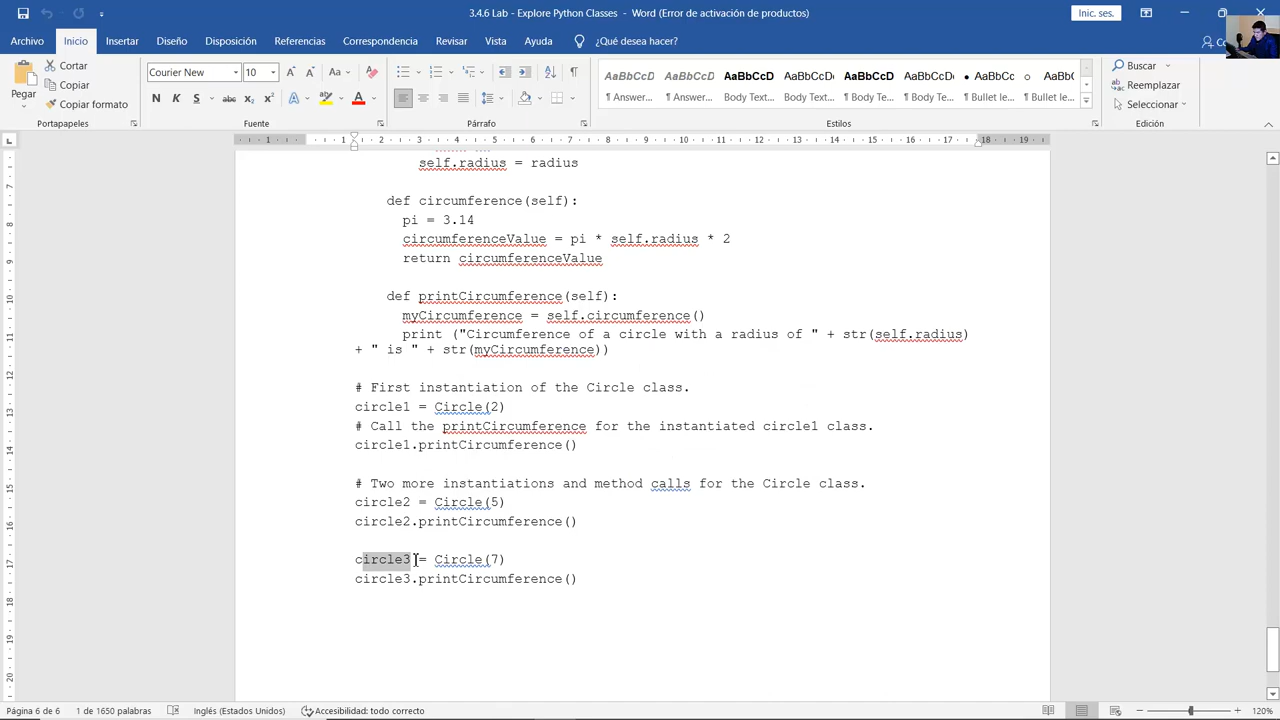 3.4.6 Lab - Explore Python Classes - Word (Error de activación de productos)
Inic. ses.
Archivo Inicio Insertar Diseño Disposición Referencias Correspondencia Revisar Vista Ayuda ¿Qué desea hacer?
Pegar
Cortar
Copiar
Copiar formato
Portapapeles
Courier New 10
N K S abc x₂ x²
Fuente
Párrafo
AaBbCcD AaBbCcD AaBbCcD AaBbCcD AaBbCcD AaBbCcD AaBbCc AaBbC
¶ Answer... ¶ Answer... Body Text... Body Text... Body Text... Body Text... ¶ Bullet le... ¶ Bullet le...
Estilos
Buscar
Reemplazar
Seleccionar
Edición
self.radius = radius
def circumference(self):
pi = 3.14
circumferenceValue = pi * self.radius * 2
return circumferenceValue
def printCircumference(self):
myCircumference = self.circumference()
print ("Circumference of a circle with a radius of " + str(self.radius)
+ " is " + str(myCircumference))
# First instantiation of the Circle class.
circle1 = Circle(2)
# Call the printCircumference for the instantiated circle1 class.
circle1.printCircumference()
# Two more instantiations and method calls for the Circle class.
circle2 = Circle(5)
circle2.printCircumference()
circle3 = Circle(7)
circle3.printCircumference()
Página 6 de 6 1 de 1650 palabras Inglés (Estados Unidos) Accesibilidad: todo correcto 120%